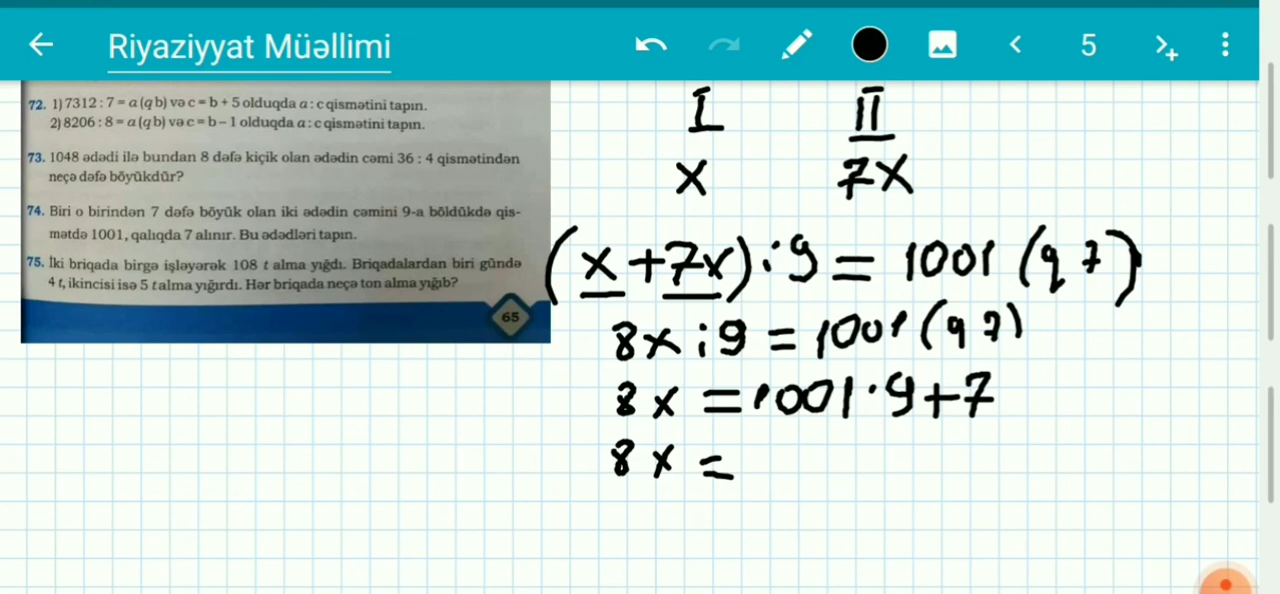 Riyaziyyat Müəllimi
5
72. 1) 7312 : 7 = a (q b) və c = b + 5 olduqda a : c qismətini tapın.
2) 8206 : 8 = a (q b) və c = b – 1 olduqda a : c qismətini tapın.
73. 1048 ədədi ilə bundan 8 dəfə kiçik olan ədədin cəmi 36 : 4 qismətindən
neçə dəfə böyükdür?
74. Biri o birindən 7 dəfə böyük olan iki ədədin cəmini 9-a böldükdə qis-
mətdə 1001, qalıqda 7 alınır. Bu ədədləri tapın.
75. İki briqada birgə işləyərək 108 t alma yığdı. Briqadalardan biri gündə
4 t, ikincisi isə 5 t alma yığırdı. Hər briqada neçə ton alma yığıb?
65
I II
x 7x
(x + 7x) : 9 = 1001 (q 7)
8x : 9 = 1001 (q 7)
8x = 1001 · 9 + 7
8x =